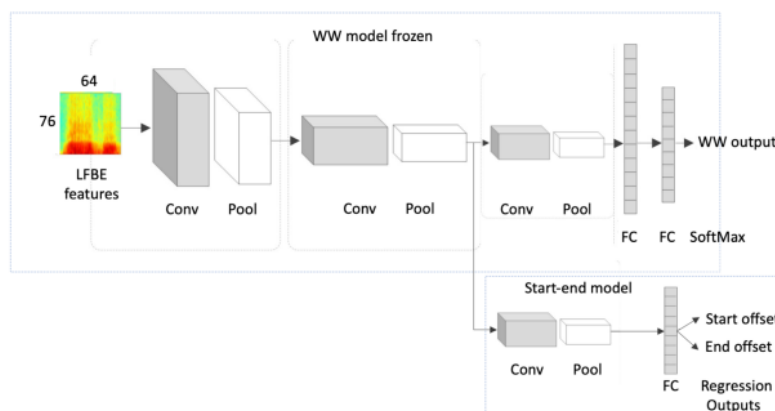 WW model frozen
64
76
LFBE
features
Conv Pool
Conv Pool
Conv Pool
WW output
FC FC SoftMax
Start-end model
Conv Pool
Start offset
End offset
FC Regression
Outputs